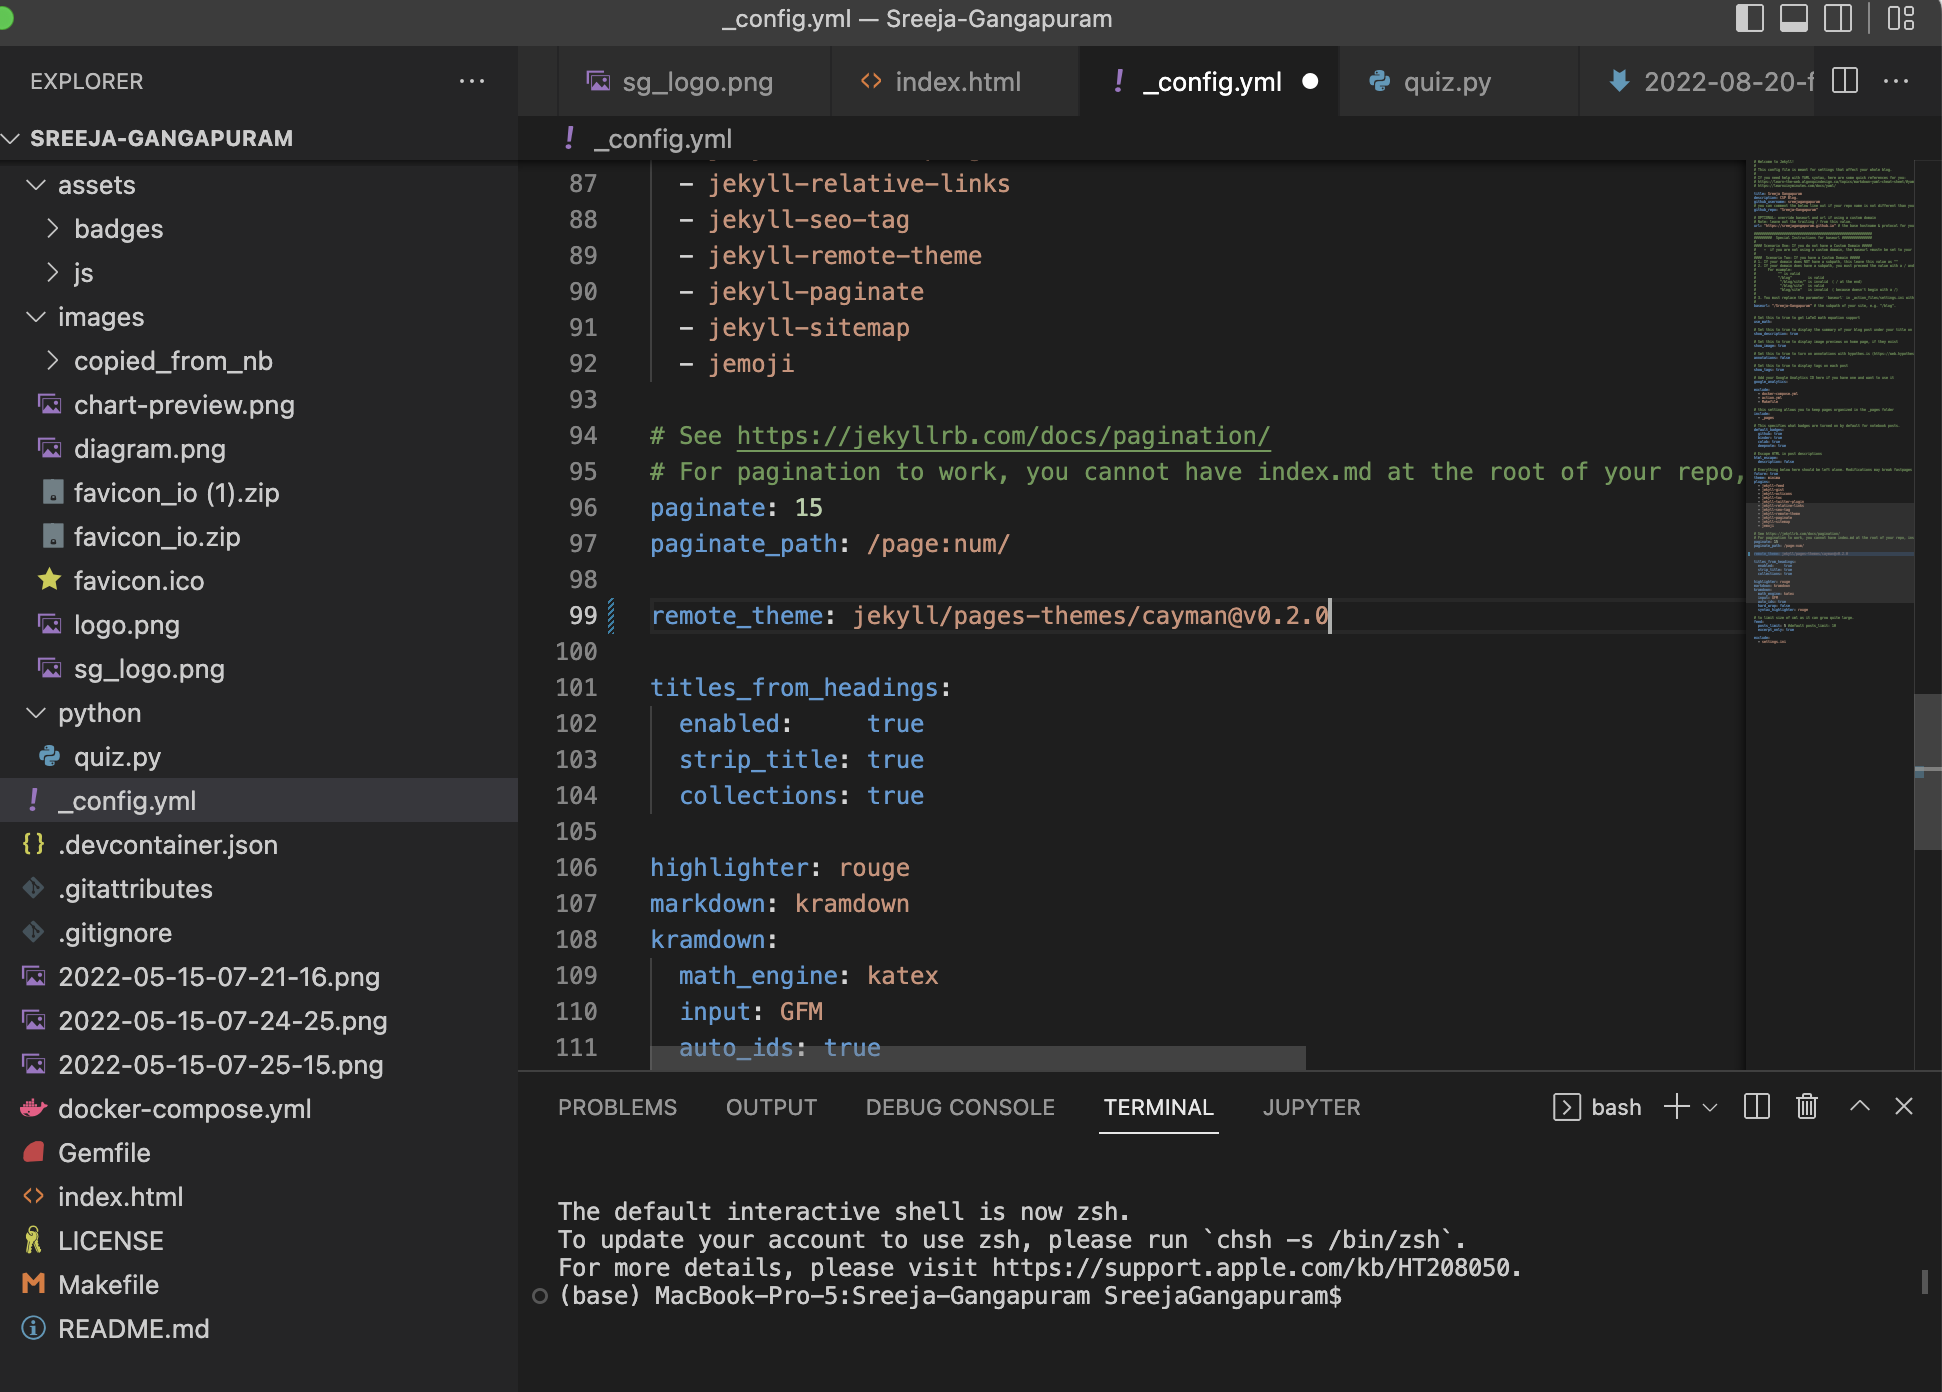 _config.yml — Sreeja-Gangapuram
EXPLORER
sg_logo.png
index.html
_config.yml
quiz.py
2022-08-20-f
SREEJA-GANGAPURAM
_config.yml
assets
badges
js
images
copied_from_nb
chart-preview.png
diagram.png
favicon_io (1).zip
favicon_io.zip
favicon.ico
logo.png
sg_logo.png
python
quiz.py
_config.yml
.devcontainer.json
.gitattributes
.gitignore
2022-05-15-07-21-16.png
2022-05-15-07-24-25.png
2022-05-15-07-25-15.png
docker-compose.yml
Gemfile
index.html
LICENSE
Makefile
README.md
87 - jekyll-relative-links
88 - jekyll-seo-tag
89 - jekyll-remote-theme
90 - jekyll-paginate
91 - jekyll-sitemap
92 - jemoji
93
94 # See https://jekyllrb.com/docs/pagination/
95 # For pagination to work, you cannot have index.md at the root of your repo,
96 paginate: 15
97 paginate_path: /page:num/
98
99 remote_theme: jekyll/pages-themes/cayman@v0.2.0
100
101 titles_from_headings:
102 enabled: true
103 strip_title: true
104 collections: true
105
106 highlighter: rouge
107 markdown: kramdown
108 kramdown:
109 math_engine: katex
110 input: GFM
111 auto_ids: true
PROBLEMS OUTPUT DEBUG CONSOLE TERMINAL JUPYTER
bash
The default interactive shell is now zsh.
To update your account to use zsh, please run `chsh -s /bin/zsh`.
For more details, please visit https://support.apple.com/kb/HT208050.
(base) MacBook-Pro-5:Sreeja-Gangapuram SreejaGangapuram$